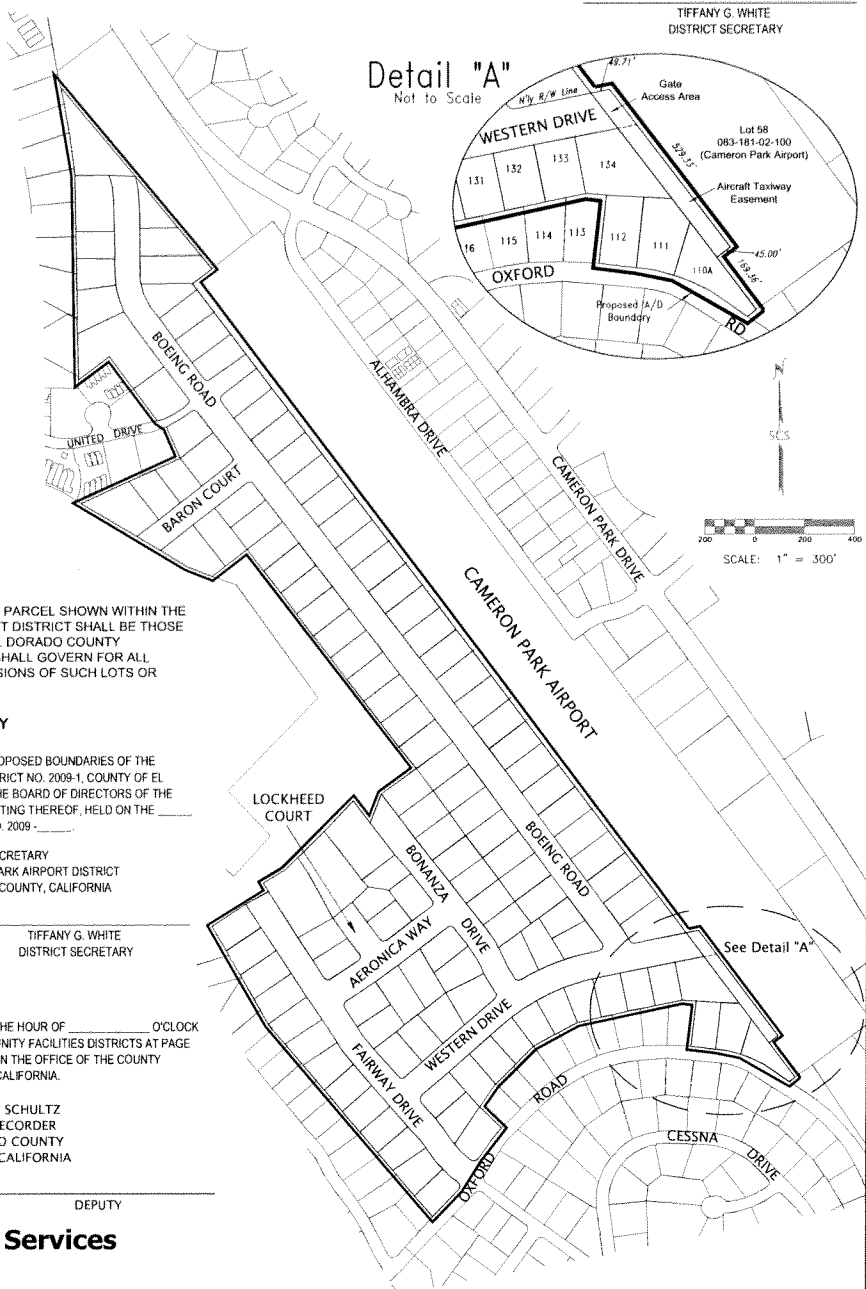 TIFFANY G. WHITE
DISTRICT SECRETARY
Detail "A"
Not to Scale
49.71'
N'ly R/W Line
Gate
Access Area
WESTERN DRIVE
Lot 58
083-181-02-100
(Cameron Park Airport)
529.33'
131
132
133
134
Aircraft Taxiway
Easement
16
115
114
113
112
111
110A
45.00'
169.36'
OXFORD
RD
Proposed A/D
Boundary
N
SCS
200
0
200
400
SCALE: 1" = 300'
BOEING ROAD
ALHAMBRA DRIVE
UNITED DRIVE
BARON COURT
CAMERON PARK DRIVE
CAMERON PARK AIRPORT
PARCEL SHOWN WITHIN THE
T DISTRICT SHALL BE THOSE
DORADO COUNTY
SHALL GOVERN FOR ALL
SIONS OF SUCH LOTS OR
Y
OPOSED BOUNDARIES OF THE
RICT NO. 2009-1, COUNTY OF EL
HE BOARD OF DIRECTORS OF THE
TING THEREOF, HELD ON THE _____
. 2009 -_____.
CRETARY
ARK AIRPORT DISTRICT
COUNTY, CALIFORNIA
TIFFANY G. WHITE
DISTRICT SECRETARY
LOCKHEED
COURT
BONANZA
DRIVE
BOEING ROAD
AERONICA WAY
See Detail "A"
WESTERN DRIVE
FAIRWAY DRIVE
OXFORD
ROAD
CESSNA
DRIVE
HE HOUR OF __________ O'CLOCK
UNITY FACILITIES DISTRICTS AT PAGE
N THE OFFICE OF THE COUNTY
CALIFORNIA.
SCHULTZ
ECORDER
O COUNTY
CALIFORNIA
DEPUTY
Services